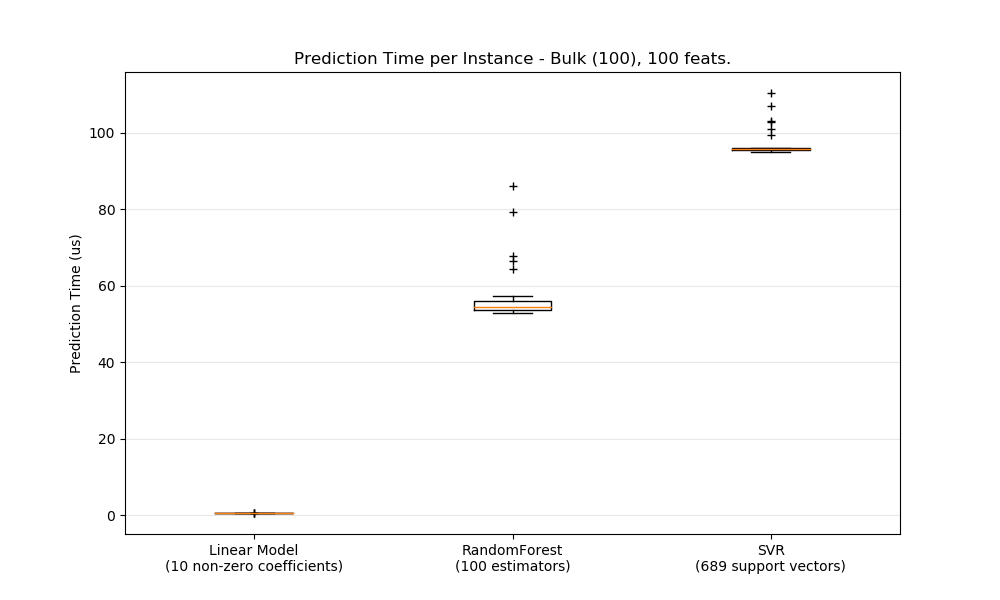 Prediction Time per Instance - Bulk (100), 100 feats.
Prediction Time (us)
100
80
60
40
20
0
Linear Model
(10 non-zero coefficients)
RandomForest
(100 estimators)
SVR
(689 support vectors)